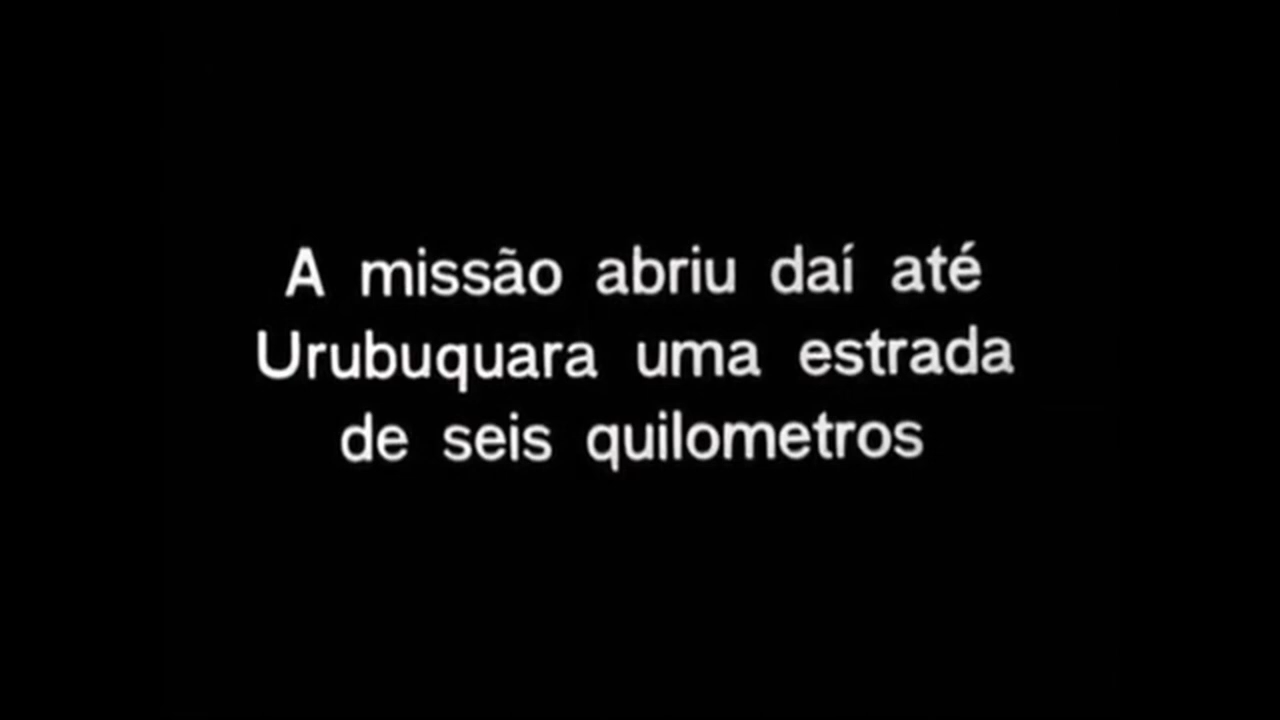 A missão abriu daí até
Urubuquara uma estrada
de seis quilometros